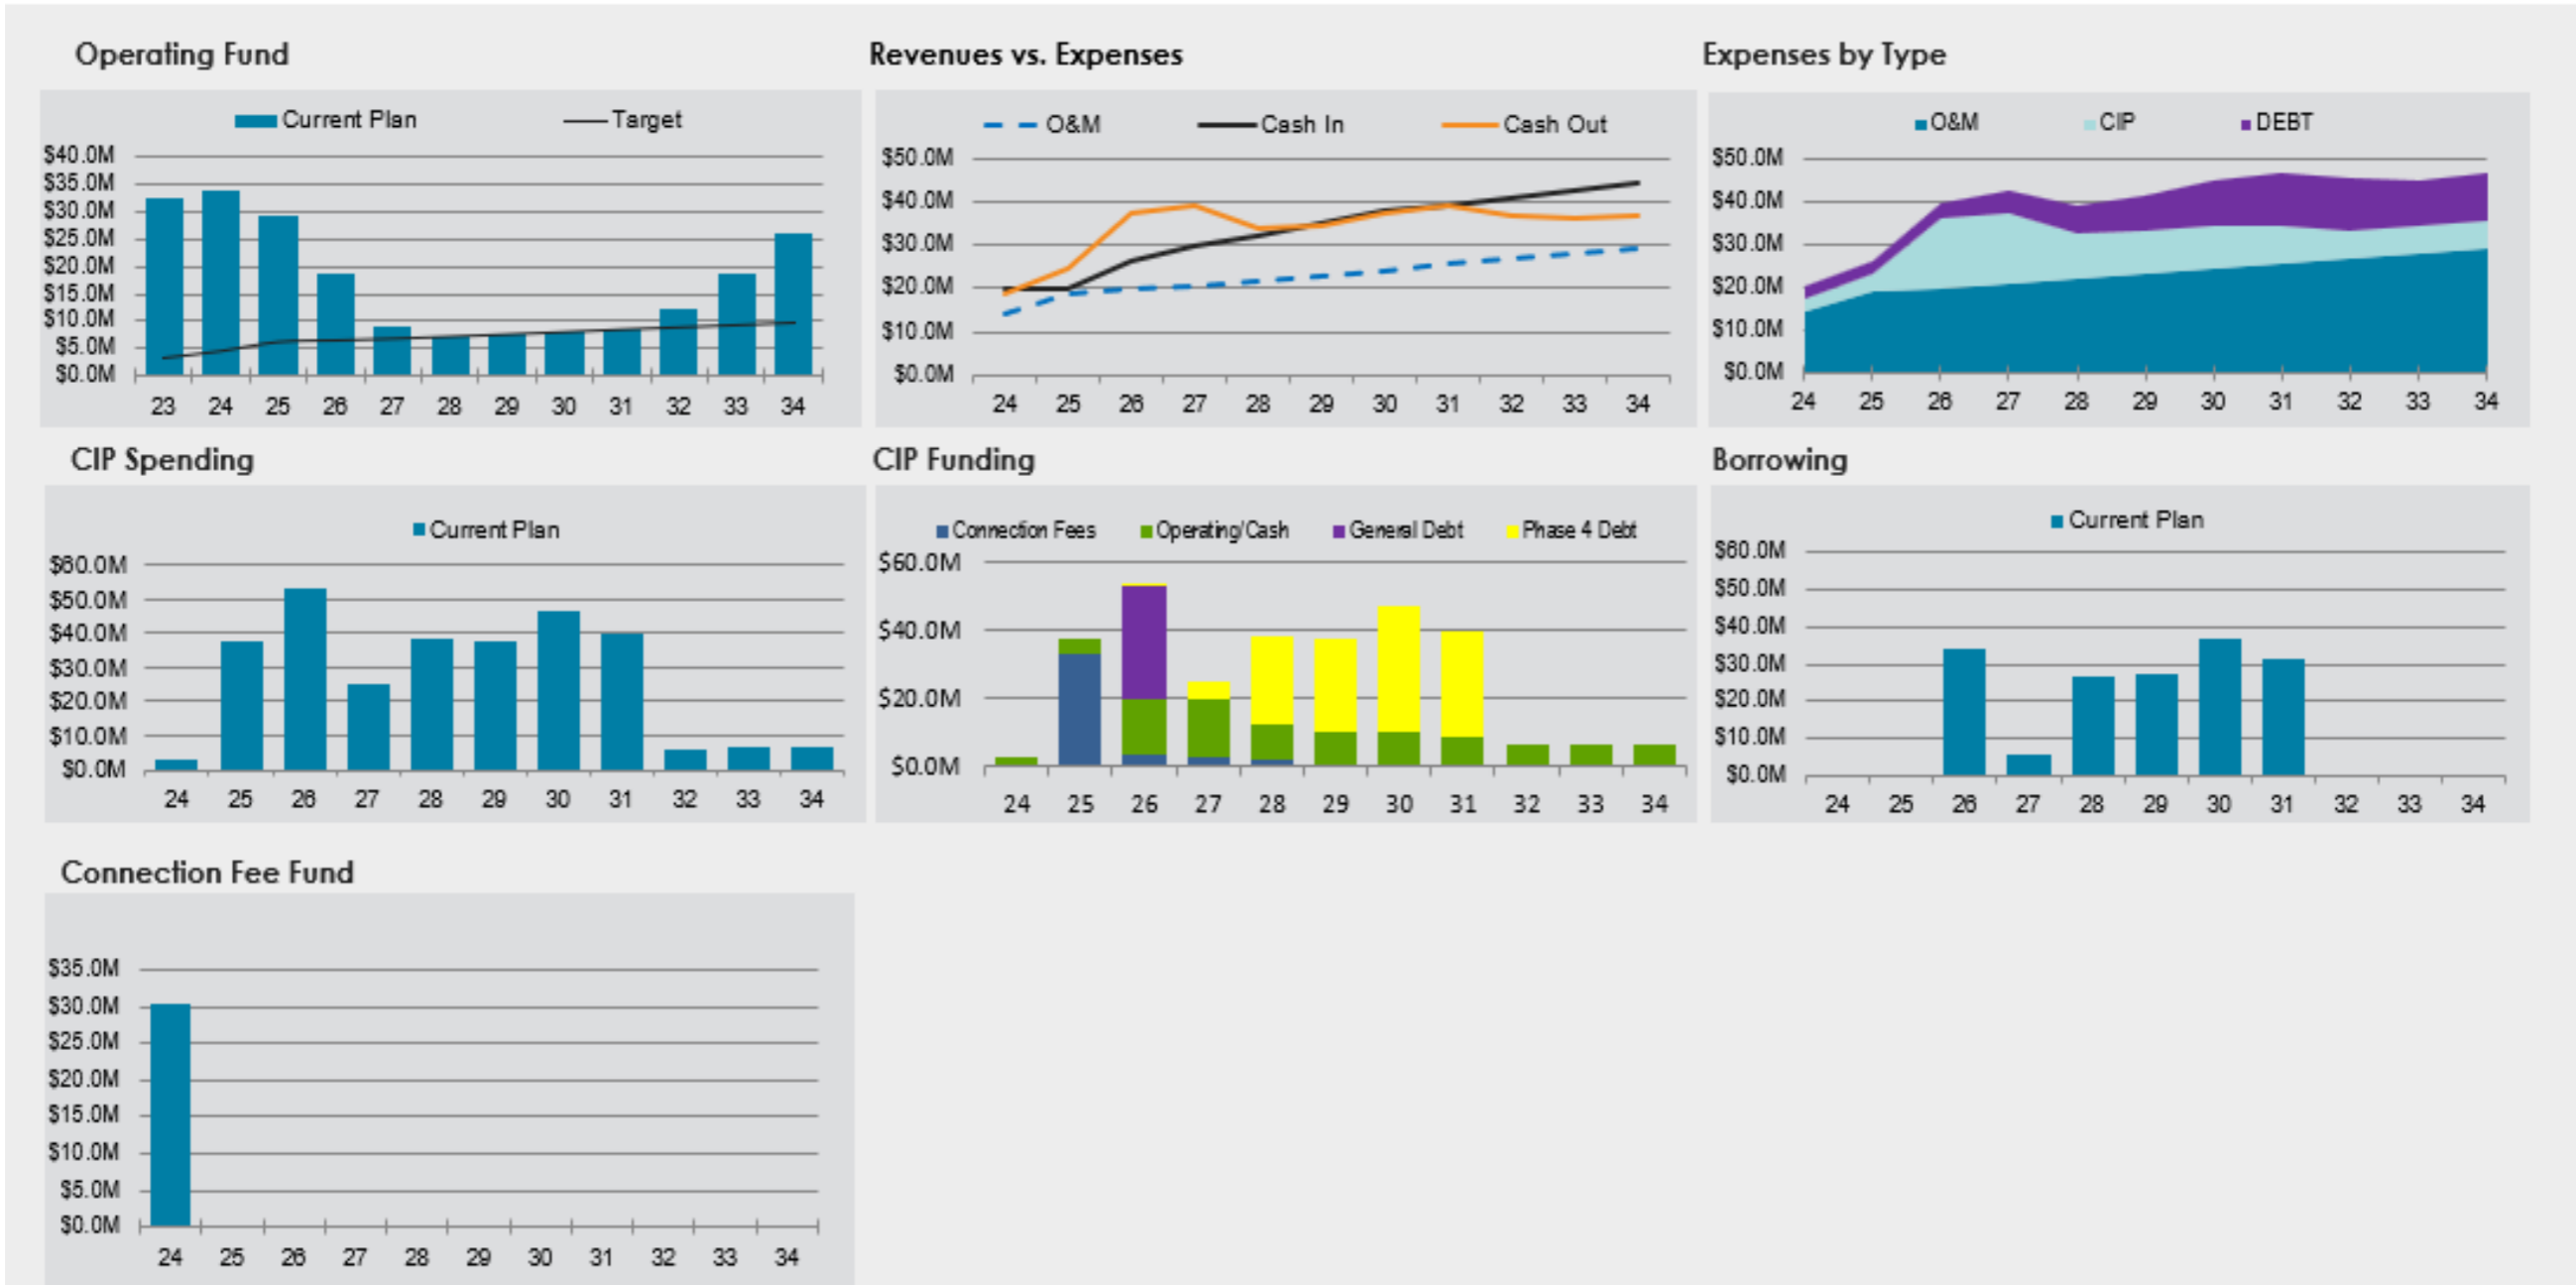 Operating Fund
Current Plan Target
$40.0M
$35.0M
$30.0M
$25.0M
$20.0M
$15.0M
$10.0M
$5.0M
$0.0M
23 24 25 26 27 28 29 30 31 32 33 34
Revenues vs. Expenses
O&M Cash In Cash Out
$50.0M
$40.0M
$30.0M
$20.0M
$10.0M
$0.0M
24 25 26 27 28 29 30 31 32 33 34
Expenses by Type
O&M CIP DEBT
$50.0M
$40.0M
$30.0M
$20.0M
$10.0M
$0.0M
24 25 26 27 28 29 30 31 32 33 34
CIP Spending
Current Plan
$60.0M
$50.0M
$40.0M
$30.0M
$20.0M
$10.0M
$0.0M
24 25 26 27 28 29 30 31 32 33 34
CIP Funding
Connection Fees Operating/Cash General Debt Phase 4 Debt
$60.0M
$40.0M
$20.0M
$0.0M
24 25 26 27 28 29 30 31 32 33 34
Borrowing
Current Plan
$60.0M
$50.0M
$40.0M
$30.0M
$20.0M
$10.0M
$0.0M
24 25 26 27 28 29 30 31 32 33 34
Connection Fee Fund
$35.0M
$30.0M
$25.0M
$20.0M
$15.0M
$10.0M
$5.0M
$0.0M
24 25 26 27 28 29 30 31 32 33 34